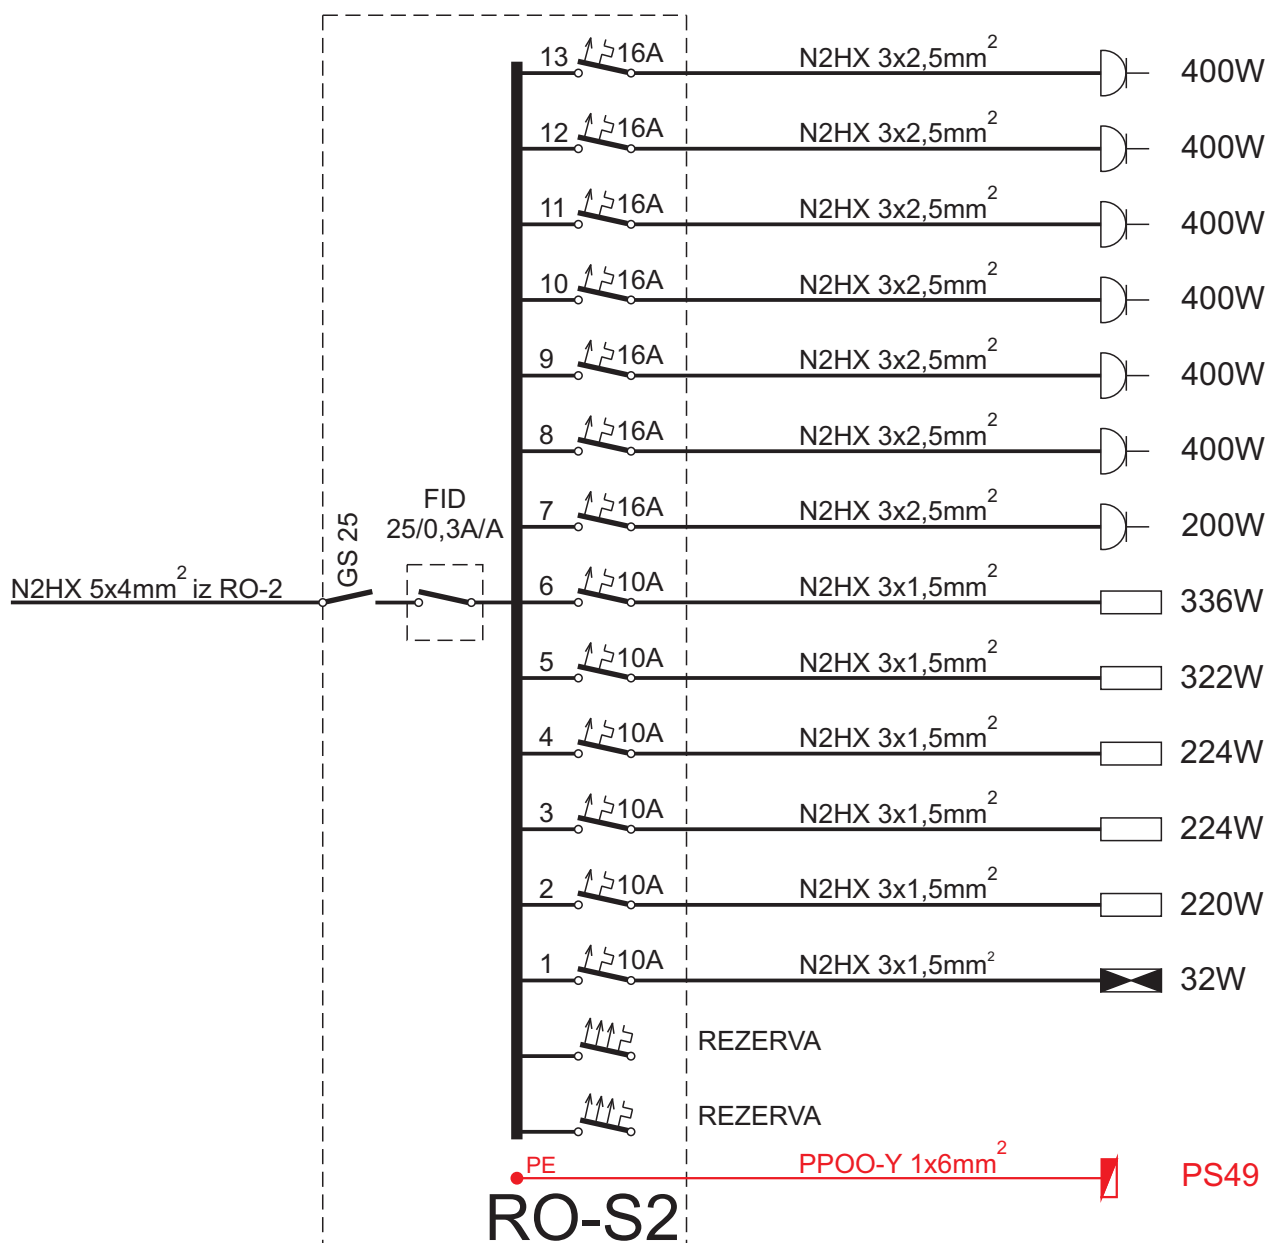 13 16A N2HX 3x2,5mm² 400W
12 16A N2HX 3x2,5mm² 400W
11 16A N2HX 3x2,5mm² 400W
10 16A N2HX 3x2,5mm² 400W
9 16A N2HX 3x2,5mm² 400W
8 16A N2HX 3x2,5mm² 400W
FID
25/0,3A/A
GS 25
7 16A N2HX 3x2,5mm² 200W
N2HX 5x4mm² iz RO-2
6 10A N2HX 3x1,5mm² 336W
5 10A N2HX 3x1,5mm² 322W
4 10A N2HX 3x1,5mm² 224W
3 10A N2HX 3x1,5mm² 224W
2 10A N2HX 3x1,5mm² 220W
1 10A N2HX 3x1,5mm² 32W
REZERVA
REZERVA
PE PPOO-Y 1x6mm² PS49
RO-S2